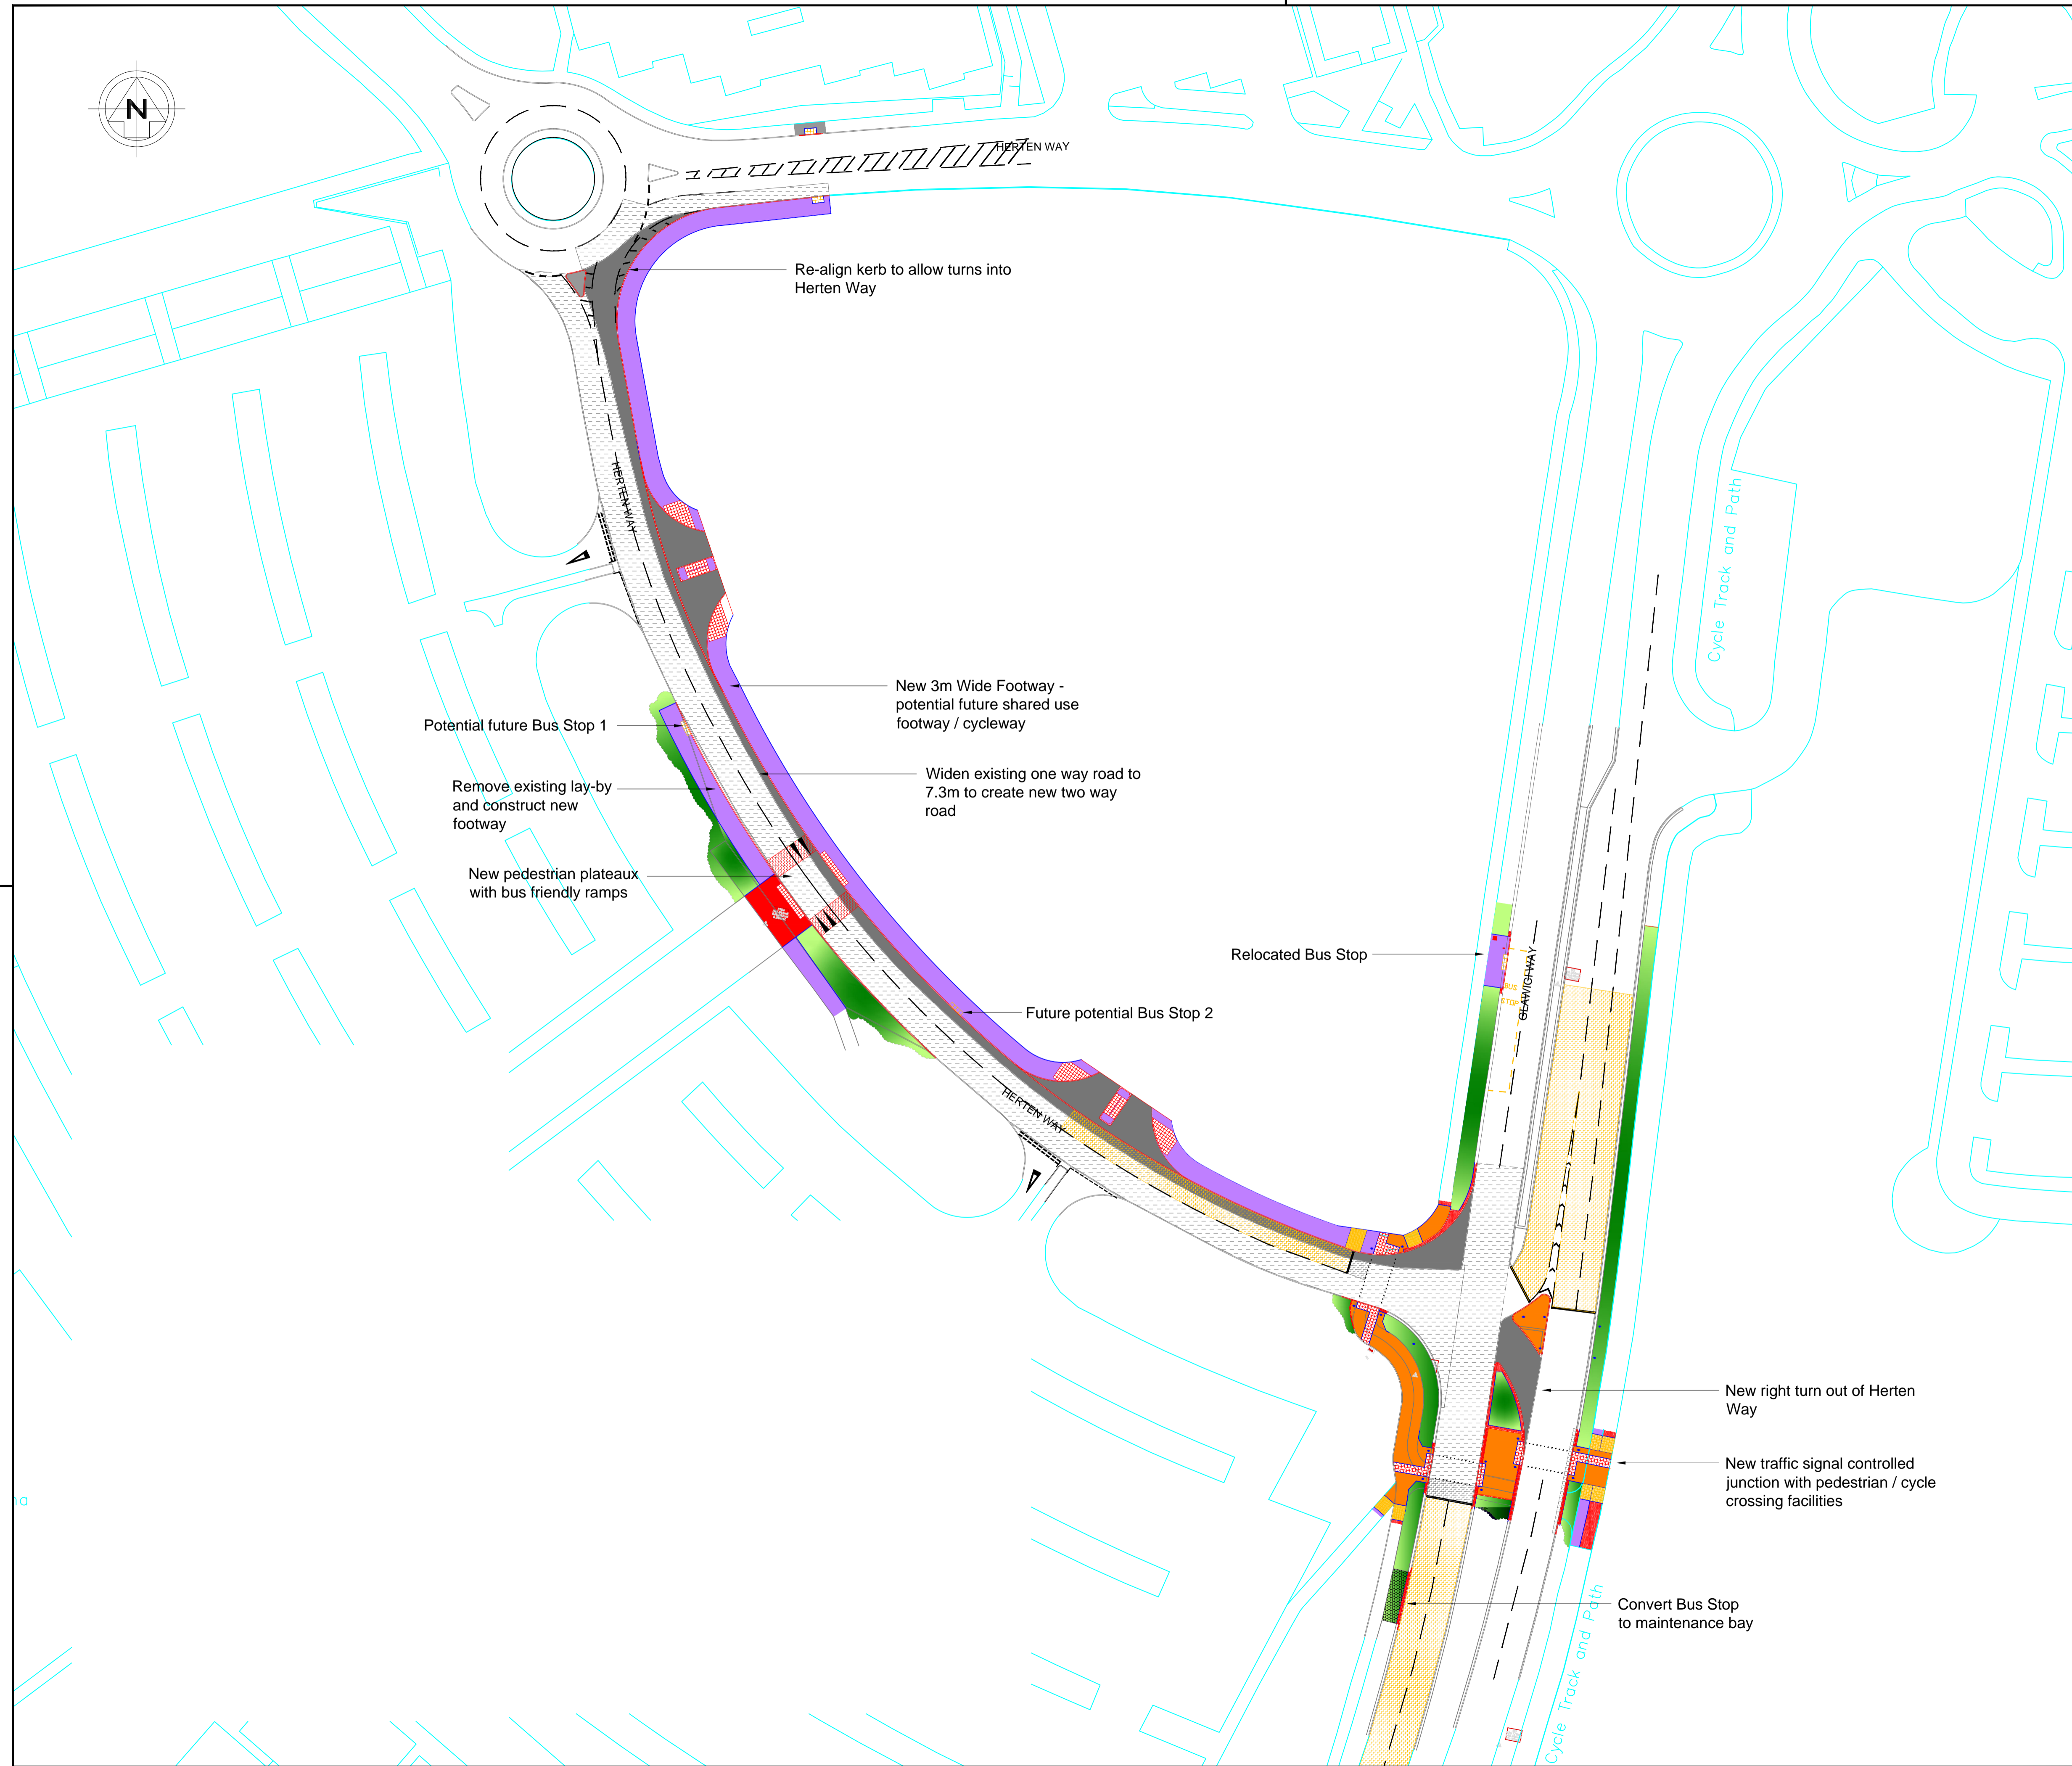 N
HERTEN WAY
Re-align kerb to allow turns into
Herten Way
HERTEN WAY
Cycle Track and Path
New 3m Wide Footway -
potential future shared use
footway / cycleway
Potential future Bus Stop 1
Widen existing one way road to
7.3m to create new two way
road
Remove existing lay-by
and construct new
footway
New pedestrian plateaux
with bus friendly ramps
Relocated Bus Stop
BUS
STOP
OLAWIGI WAY
Future potential Bus Stop 2
HERTEN WAY
New right turn out of Herten
Way
New traffic signal controlled
junction with pedestrian / cycle
crossing facilities
Convert Bus Stop
to maintenance bay
Cycle Track and Path